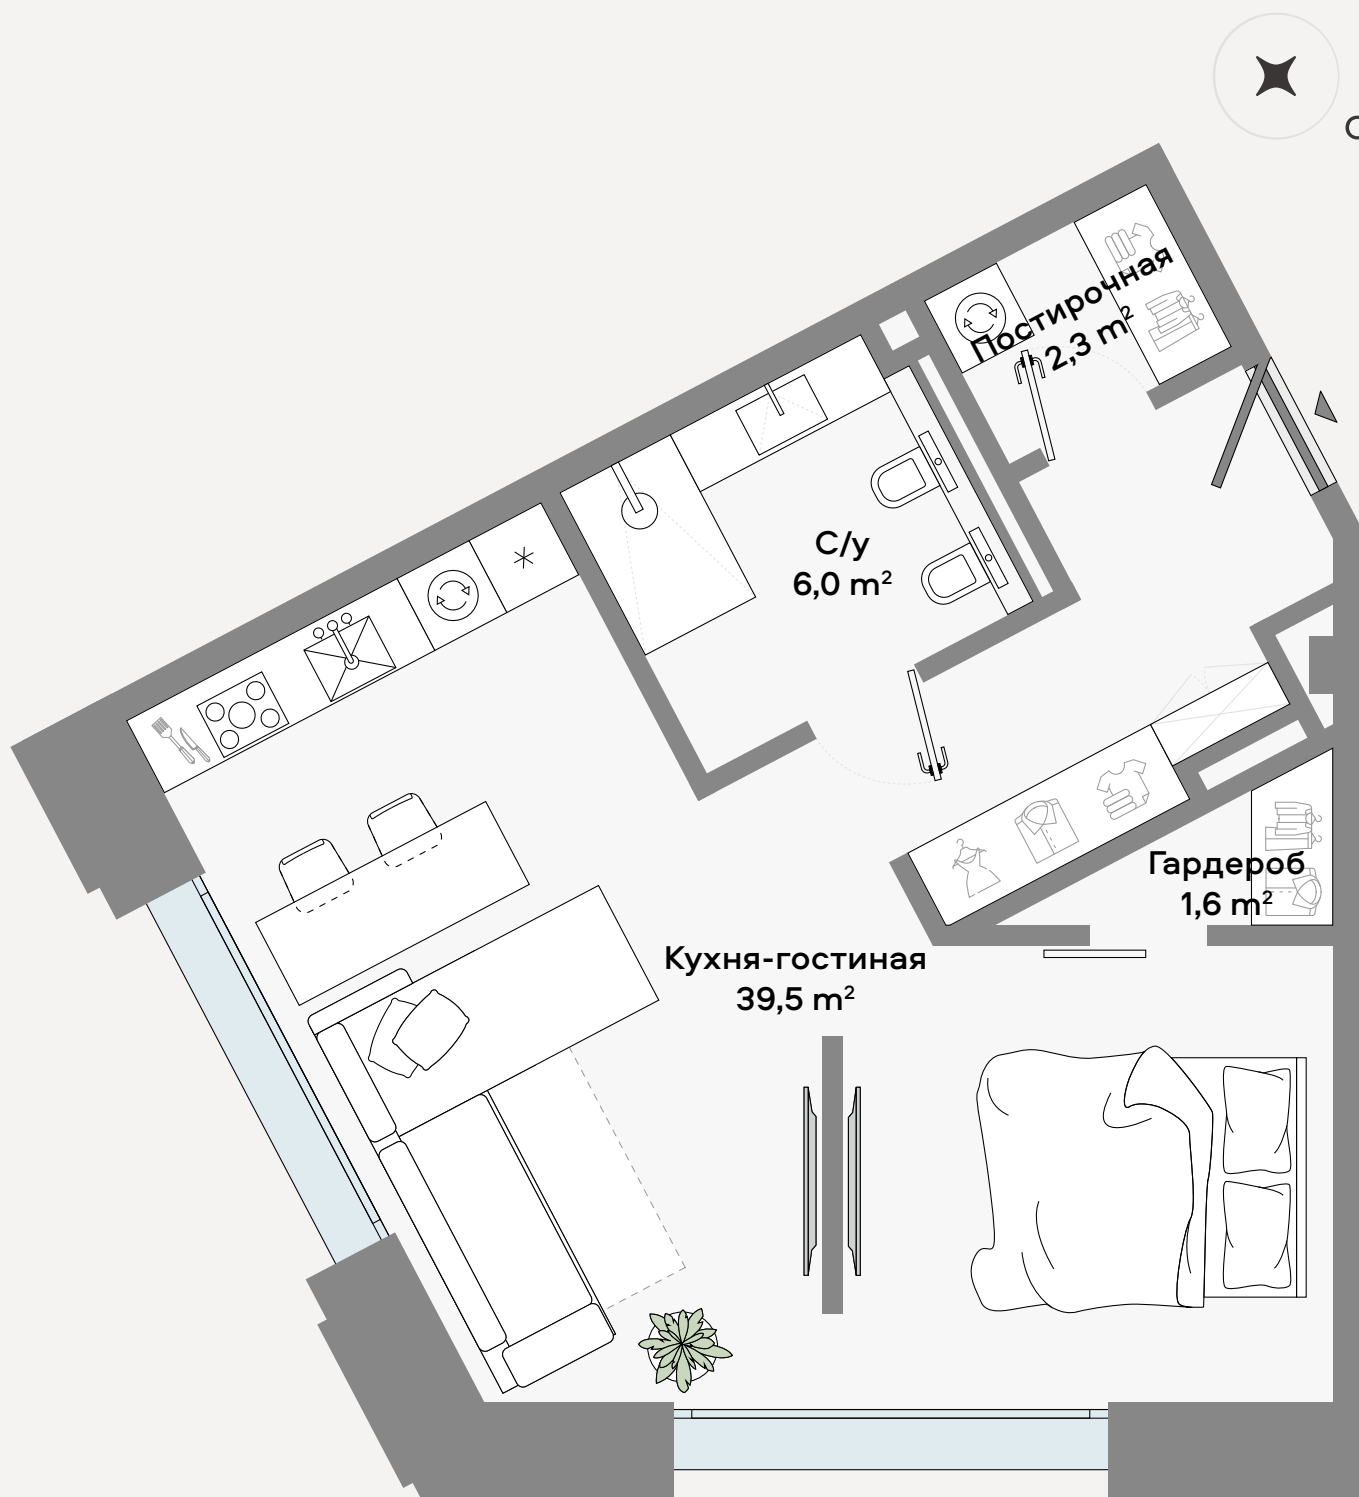 Постирочная
2,3 m²
С/у
6,0 m²
Гардероб
1,6 m²
Кухня-гостиная
39,5 m²